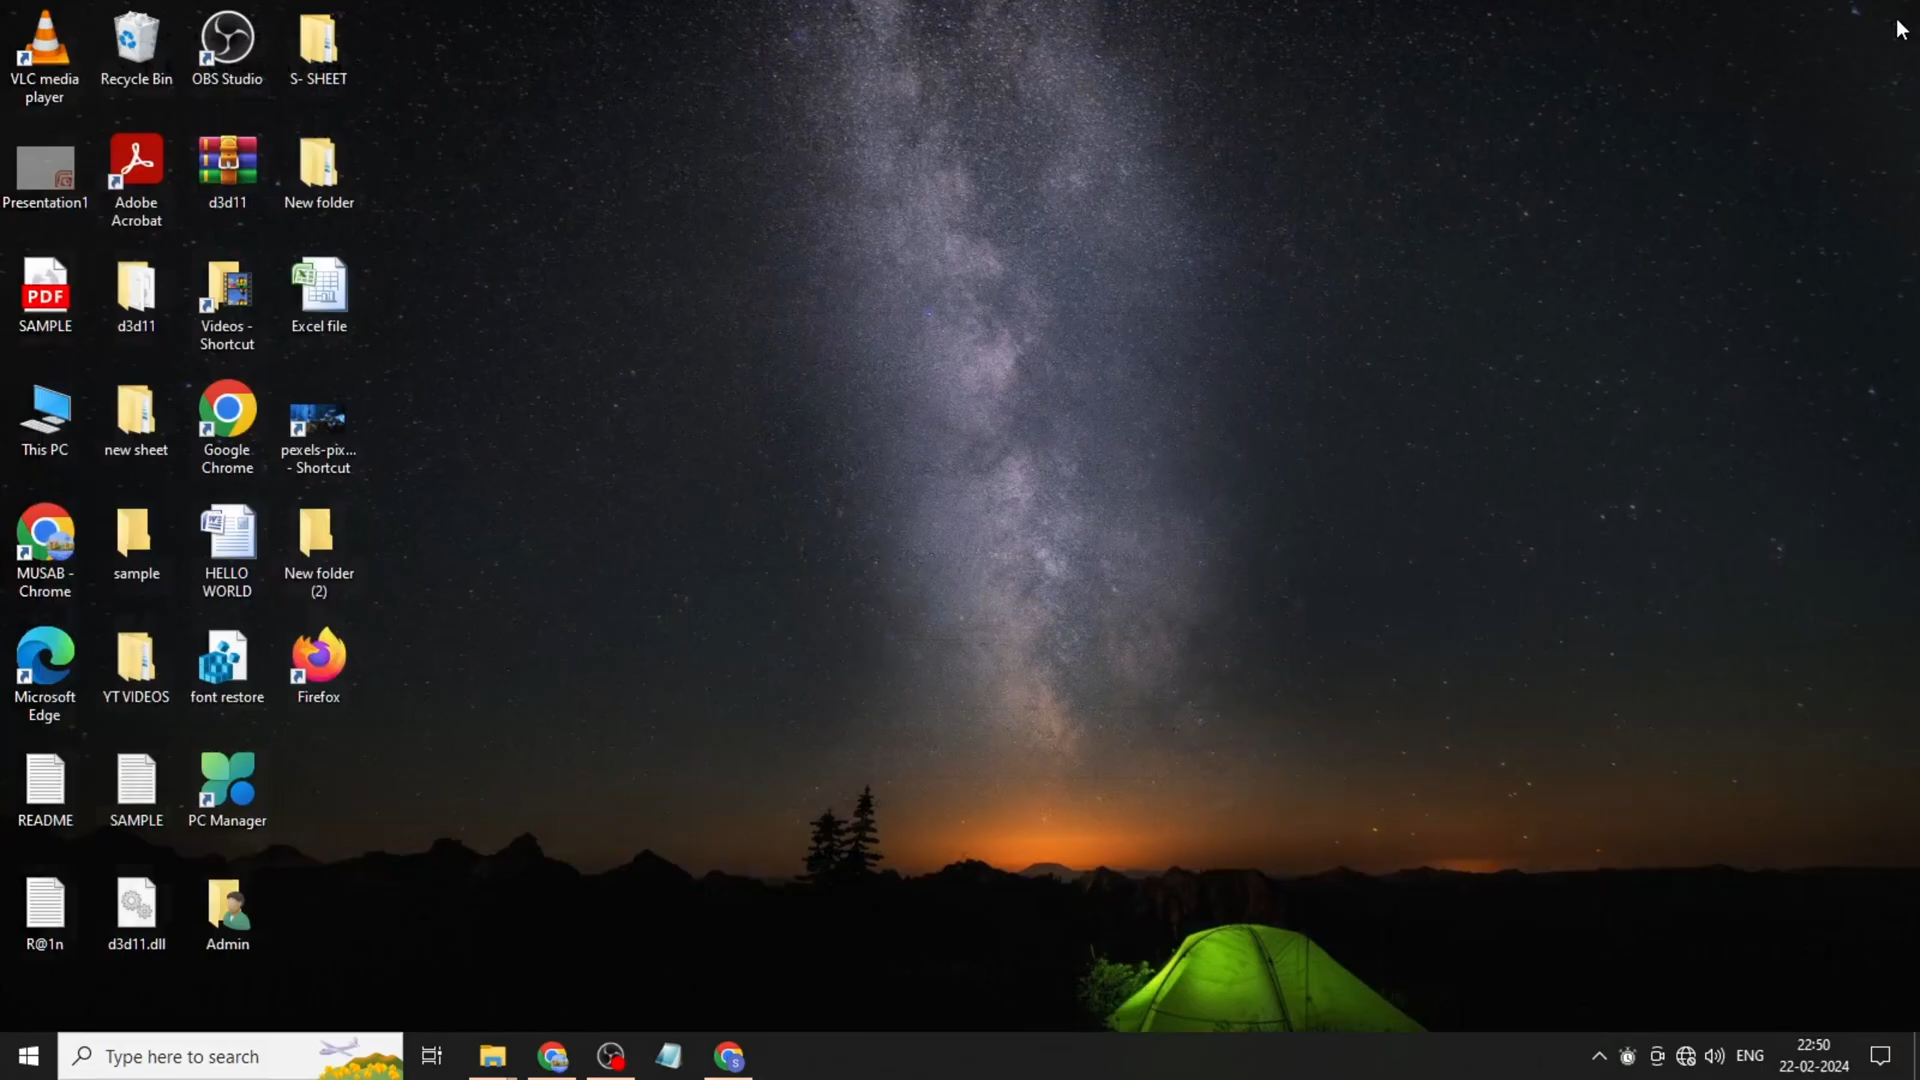 VLC media
player
Recycle Bin
OBS Studio
S- SHEET
Presentation1
Adobe
Acrobat
d3d11
New folder
PDF
SAMPLE
d3d11
Videos -
Shortcut
Excel file
This PC
new sheet
Google
Chrome
pexels-pix...
- Shortcut
MUSAB -
Chrome
sample
HELLO
WORLD
New folder
(2)
Microsoft
Edge
YT VIDEOS
font restore
Firefox
README
SAMPLE
PC Manager
R@1n
d3d11.dll
Admin
Type here to search
S
ENG
22:50
22-02-2024